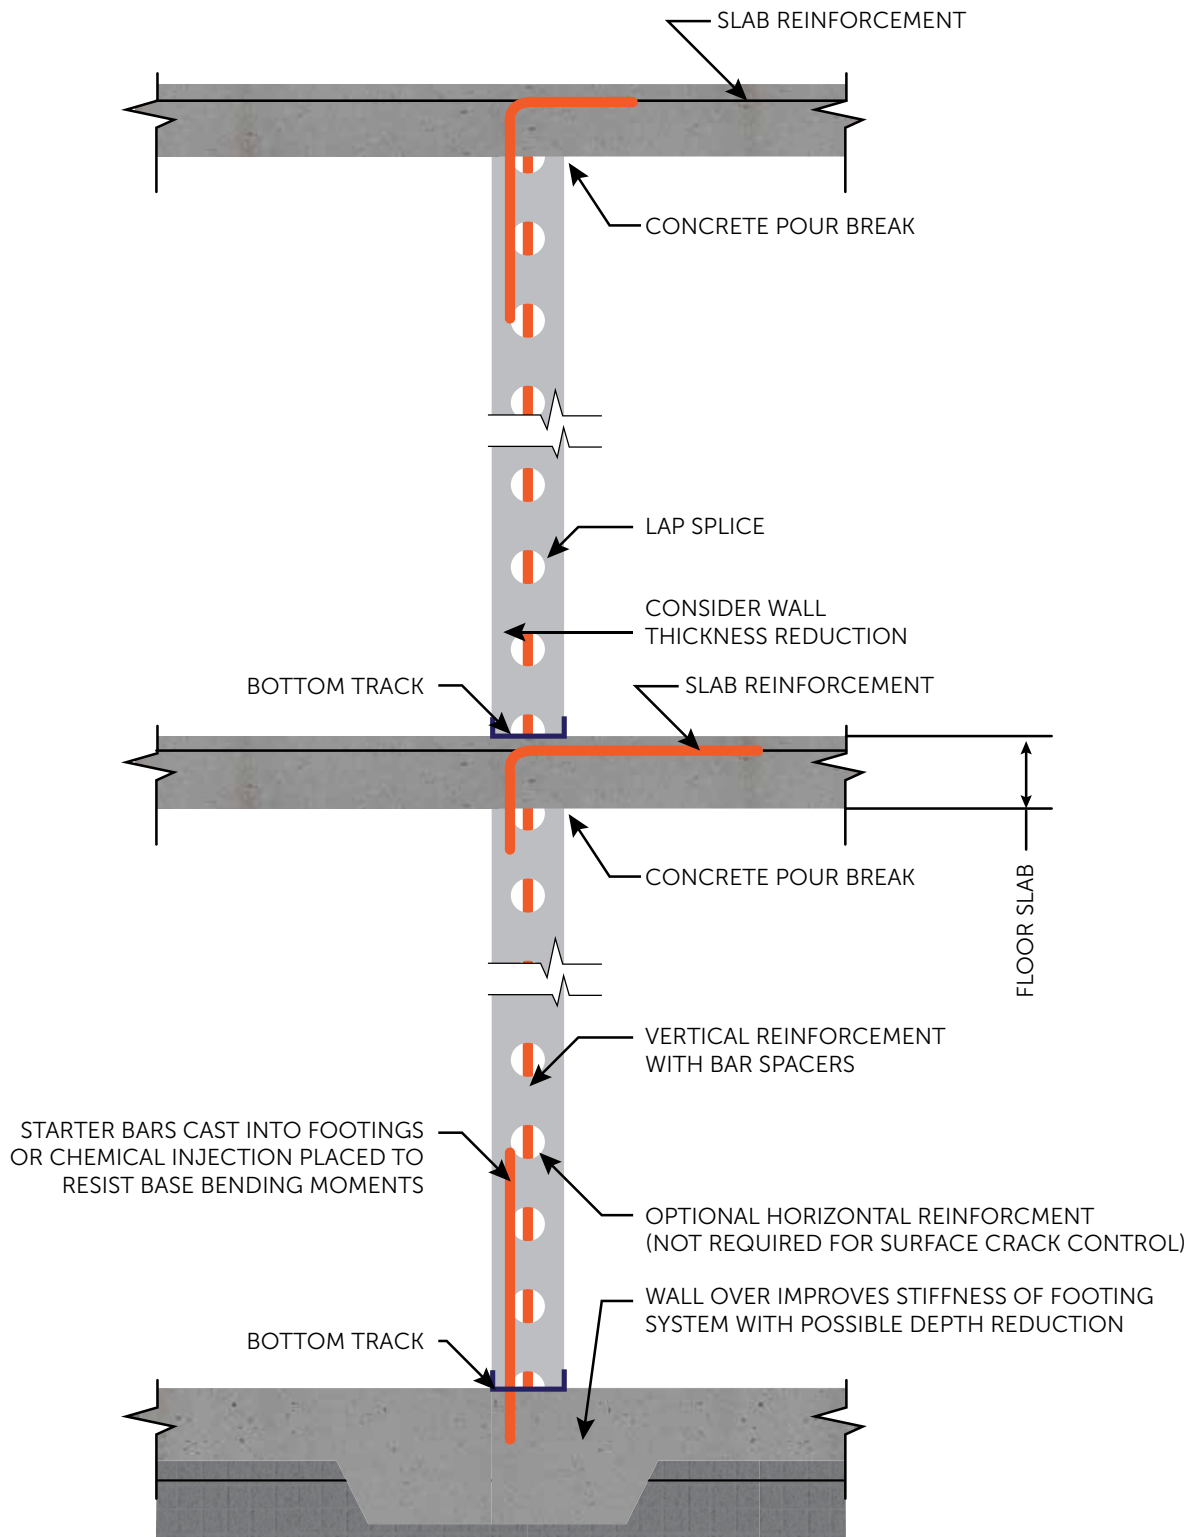 SLAB REINFORCEMENT
CONCRETE POUR BREAK
LAP SPLICE
CONSIDER WALL
THICKNESS REDUCTION
BOTTOM TRACK
SLAB REINFORCEMENT
CONCRETE POUR BREAK
FLOOR SLAB
VERTICAL REINFORCEMENT
WITH BAR SPACERS
STARTER BARS CAST INTO FOOTINGS
OR CHEMICAL INJECTION PLACED TO
RESIST BASE BENDING MOMENTS
OPTIONAL HORIZONTAL REINFORCMENT
(NOT REQUIRED FOR SURFACE CRACK CONTROL)
WALL OVER IMPROVES STIFFNESS OF FOOTING
SYSTEM WITH POSSIBLE DEPTH REDUCTION
BOTTOM TRACK